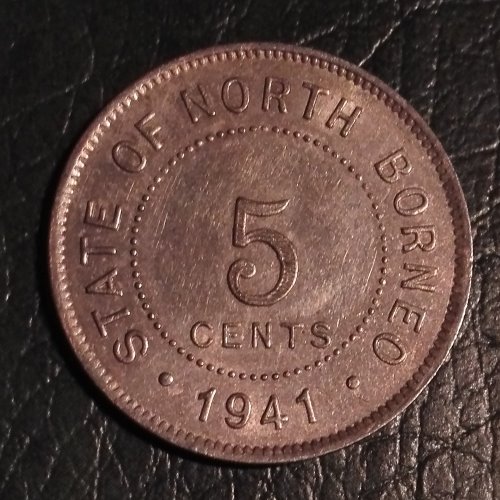 STATE OF NORTH BORNEO
5
CENTS
• 1941 •